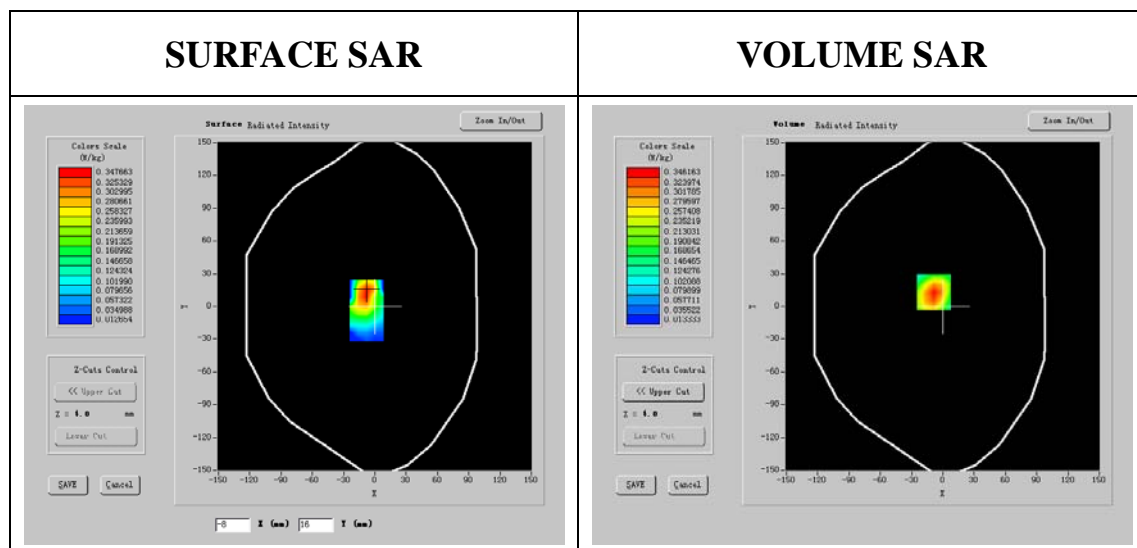 SURFACE SAR
VOLUME SAR
Surface Radiated Intensity
Zoom In/Out
Colors Scale
(W/kg)
0.347663
0.325329
0.302995
0.280661
0.258327
0.235993
0.213659
0.191325
0.168992
0.146658
0.124324
0.101990
0.079656
0.057322
0.034988
0.012654
150
120
90
60
30
0
-30
-60
-90
-120
-150
Y
-150 -120 -90 -60 -30 0 30 60 90 120 150
X
Z-Cuts Control
<< Upper Cut
Z = 4.0 mm
Lower Cut
SAVE
Cancel
-8 X (mm) 16 Y (mm)
Volume Radiated Intensity
Zoom In/Out
Colors Scale
(W/kg)
0.346163
0.323974
0.301785
0.279597
0.257408
0.235219
0.213031
0.190842
0.168654
0.146465
0.124276
0.102088
0.079899
0.057711
0.035522
0.013333
150
120
90
60
30
0
-30
-60
-90
-120
-150
Y
-150 -120 -90 -60 -30 0 30 60 90 120 150
X
Z-Cuts Control
<< Upper Cut
Z = 4.0 mm
Lower Cut
SAVE
Cancel